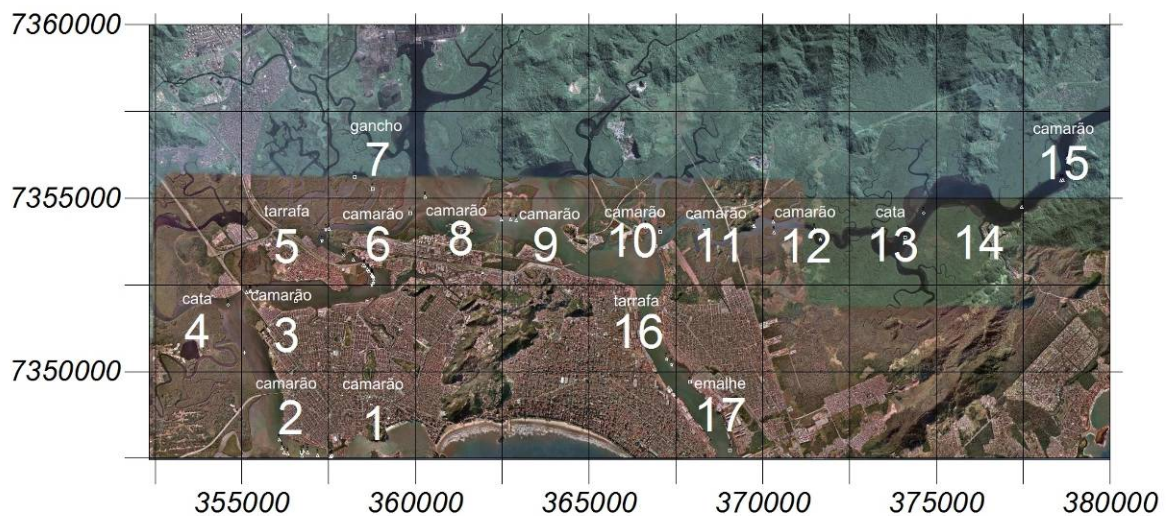 7360000
gancho
7
camarão
15
7355000
tarrafa
5
camarão
6
camarão
8
camarão
9
camarão
10
camarão
11
camarão
12
cata
13
14
cata
4
camarão
3
tarrafa
16
7350000
camarão
2
camarão
1
emalhe
17
355000 360000 365000 370000 375000 380000